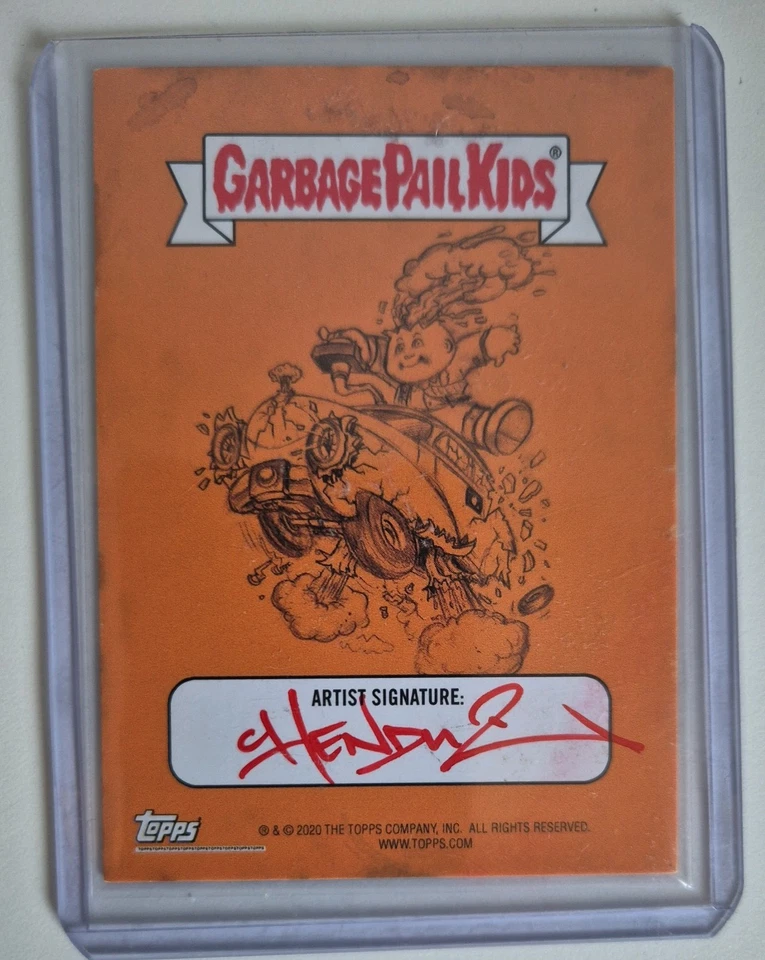 GARBAGE PAIL KIDS®
ARTIST SIGNATURE:
TOPPS
® & © 2020 THE TOPPS COMPANY, INC. ALL RIGHTS RESERVED.
WWW.TOPPS.COM